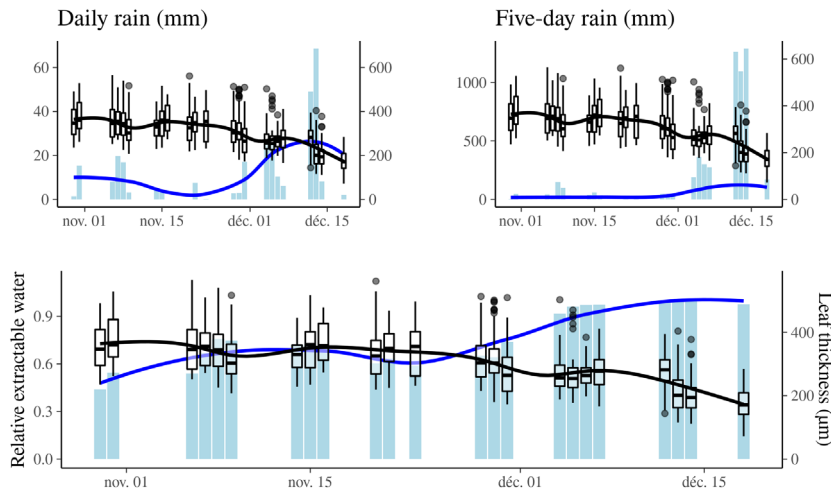 Daily rain (mm)
60
40
20
0
600
400
200
0
nov. 01
nov. 15
déc. 01
déc. 15
Five-day rain (mm)
1000
500
0
600
400
200
0
nov. 01
nov. 15
déc. 01
déc. 15
Relative extractable water
0.9
0.6
0.3
0.0
400
200
0
Leaf thickness (μm)
nov. 01
nov. 15
déc. 01
déc. 15